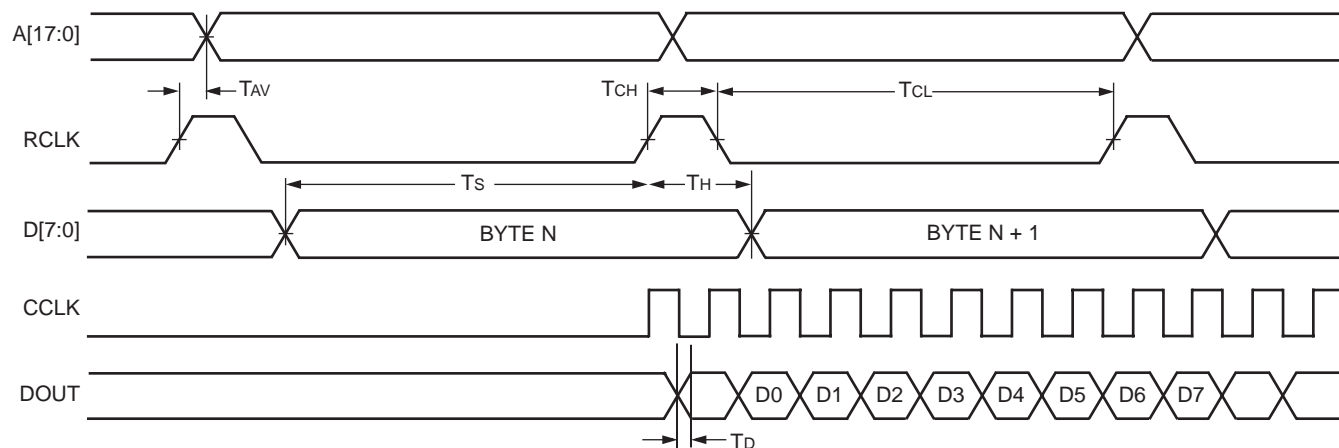 A[17:0]
TAV
TCH
TCL
RCLK
TS
TH
D[7:0]
BYTE N
BYTE N + 1
CCLK
DOUT
D0
D1
D2
D3
D4
D5
D6
D7
TD